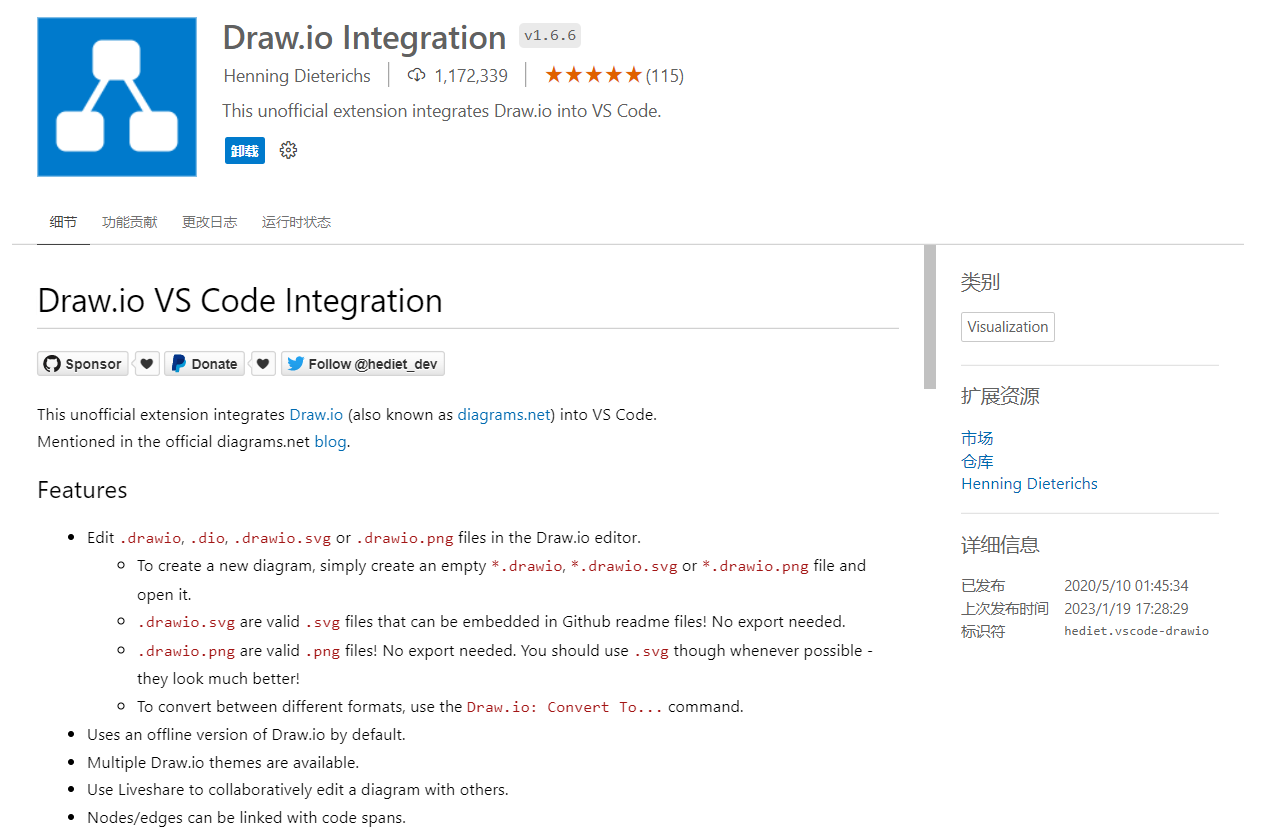 Draw.io Integration v1.6.6
Henning Dieterichs 1,172,339 ★★★★★(115)
This unofficial extension integrates Draw.io into VS Code.
卸载
细节 功能贡献 更改日志 运行时状态
Draw.io VS Code Integration
Sponsor Donate Follow @hediet_dev
This unofficial extension integrates Draw.io (also known as diagrams.net) into VS Code.
Mentioned in the official diagrams.net blog.
Features
Edit .drawio, .dio, .drawio.svg or .drawio.png files in the Draw.io editor.
To create a new diagram, simply create an empty *.drawio, *.drawio.svg or *.drawio.png file and
open it.
.drawio.svg are valid .svg files that can be embedded in Github readme files! No export needed.
.drawio.png are valid .png files! No export needed. You should use .svg though whenever possible -
they look much better!
To convert between different formats, use the Draw.io: Convert To... command.
Uses an offline version of Draw.io by default.
Multiple Draw.io themes are available.
Use Liveshare to collaboratively edit a diagram with others.
Nodes/edges can be linked with code spans.
类别
Visualization
扩展资源
市场
仓库
Henning Dieterichs
详细信息
已发布 2020/5/10 01:45:34
上次发布时间 2023/1/19 17:28:29
标识符 hediet.vscode-drawio